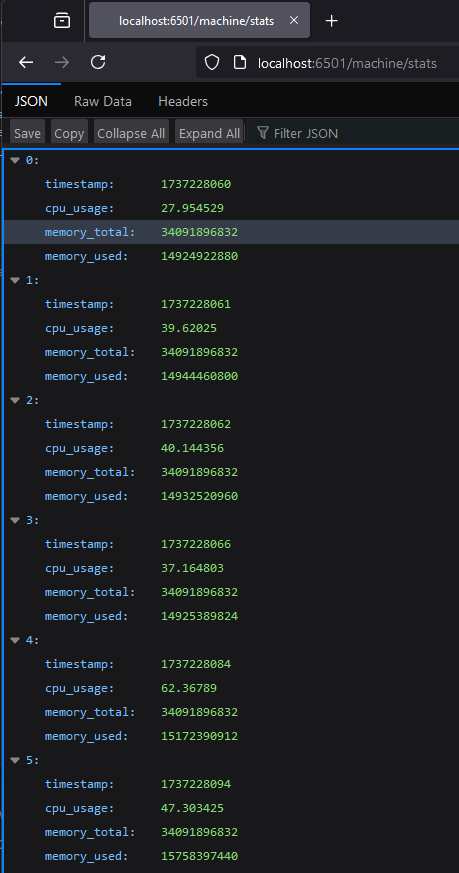 localhost:6501/machine/stats
localhost:6501/machine/stats
JSON Raw Data Headers
Save Copy Collapse All Expand All Filter JSON
0:
timestamp: 1737228060
cpu_usage: 27.954529
memory_total: 34091896832
memory_used: 14924922880
1:
timestamp: 1737228061
cpu_usage: 39.62025
memory_total: 34091896832
memory_used: 14944460800
2:
timestamp: 1737228062
cpu_usage: 40.144356
memory_total: 34091896832
memory_used: 14932520960
3:
timestamp: 1737228066
cpu_usage: 37.164803
memory_total: 34091896832
memory_used: 14925389824
4:
timestamp: 1737228084
cpu_usage: 62.36789
memory_total: 34091896832
memory_used: 15172390912
5:
timestamp: 1737228094
cpu_usage: 47.303425
memory_total: 34091896832
memory_used: 15758397440